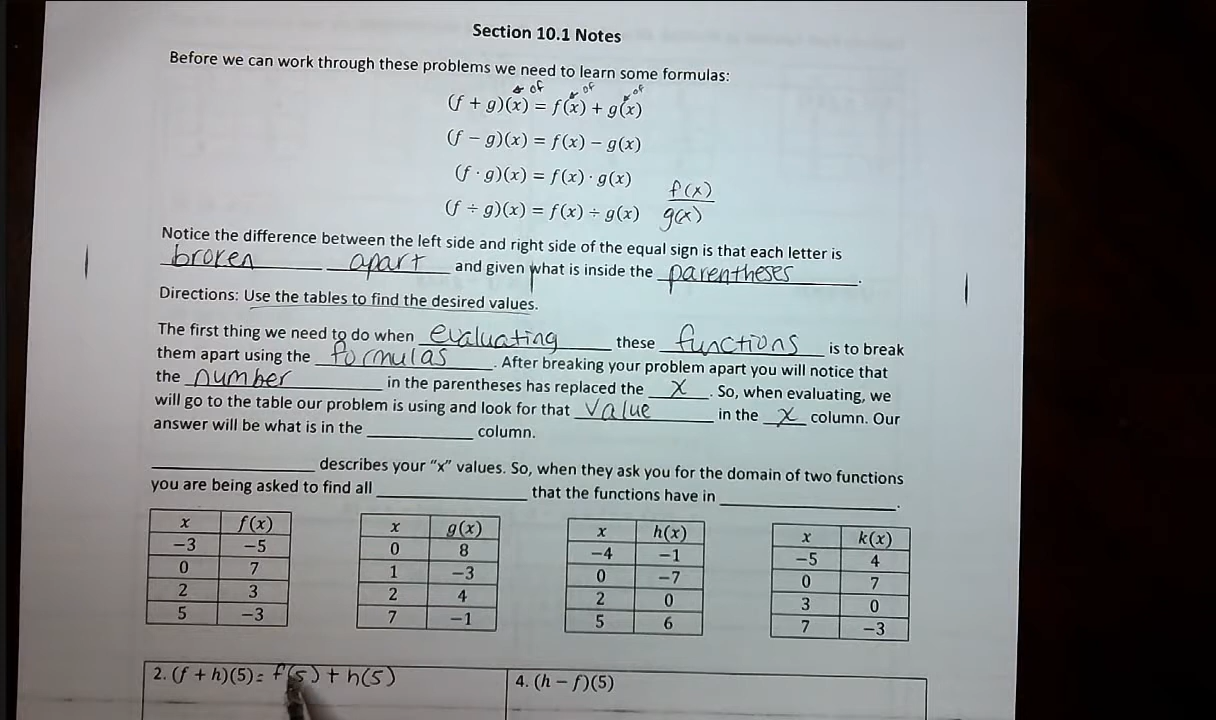 Section 10.1 Notes
Before we can work through these problems we need to learn some formulas:
of of of
(f + g)(x) = f(x) + g(x)
(f − g)(x) = f(x) − g(x)
(f · g)(x) = f(x) · g(x)
f(x)
(f ÷ g)(x) = f(x) ÷ g(x) g(x)
Notice the difference between the left side and right side of the equal sign is that each letter is
broken apart and given what is inside the parentheses.
Directions: Use the tables to find the desired values.
The first thing we need to do when evaluating these functions is to break
them apart using the formulas. After breaking your problem apart you will notice that
the number in the parentheses has replaced the x. So, when evaluating, we
will go to the table our problem is using and look for that value in the x column. Our
answer will be what is in the __________ column.
__________ describes your “x” values. So, when they ask you for the domain of two functions
you are being asked to find all __________ that the functions have in __________.
x f(x) x g(x) x h(x) x k(x)
−3 −5 0 8 −4 −1 −5 4
0 7 1 −3 0 −7 0 7
2 3 2 4 2 0 3 0
5 −3 7 −1 5 6 7 −3
2. (f + h)(5) = f(5) + h(5) 4. (h − f)(5)